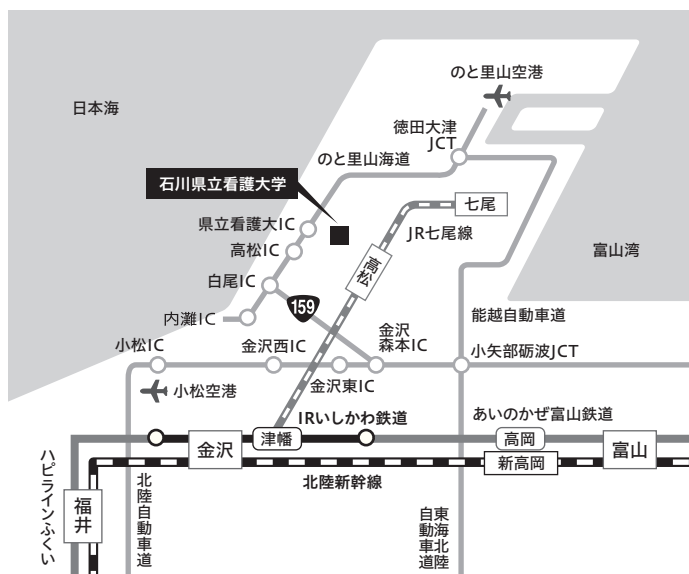 のと里山空港
日本海
徳田大津
JCT
のと里山海道
石川県立看護大学
七尾
県立看護大IC
JR七尾線
高松IC
高松
富山湾
白尾IC
159
内灘IC
能越自動車道
小松IC
金沢西IC
金沢
森本IC
小矢部砺波JCT
小松空港
金沢東IC
IRいしかわ鉄道
あいのかぜ富山鉄道
金沢
津幡
高岡
富山
新高岡
北陸新幹線
ハピラインふくい
福井
北陸自動車道
東海北陸
自動車道